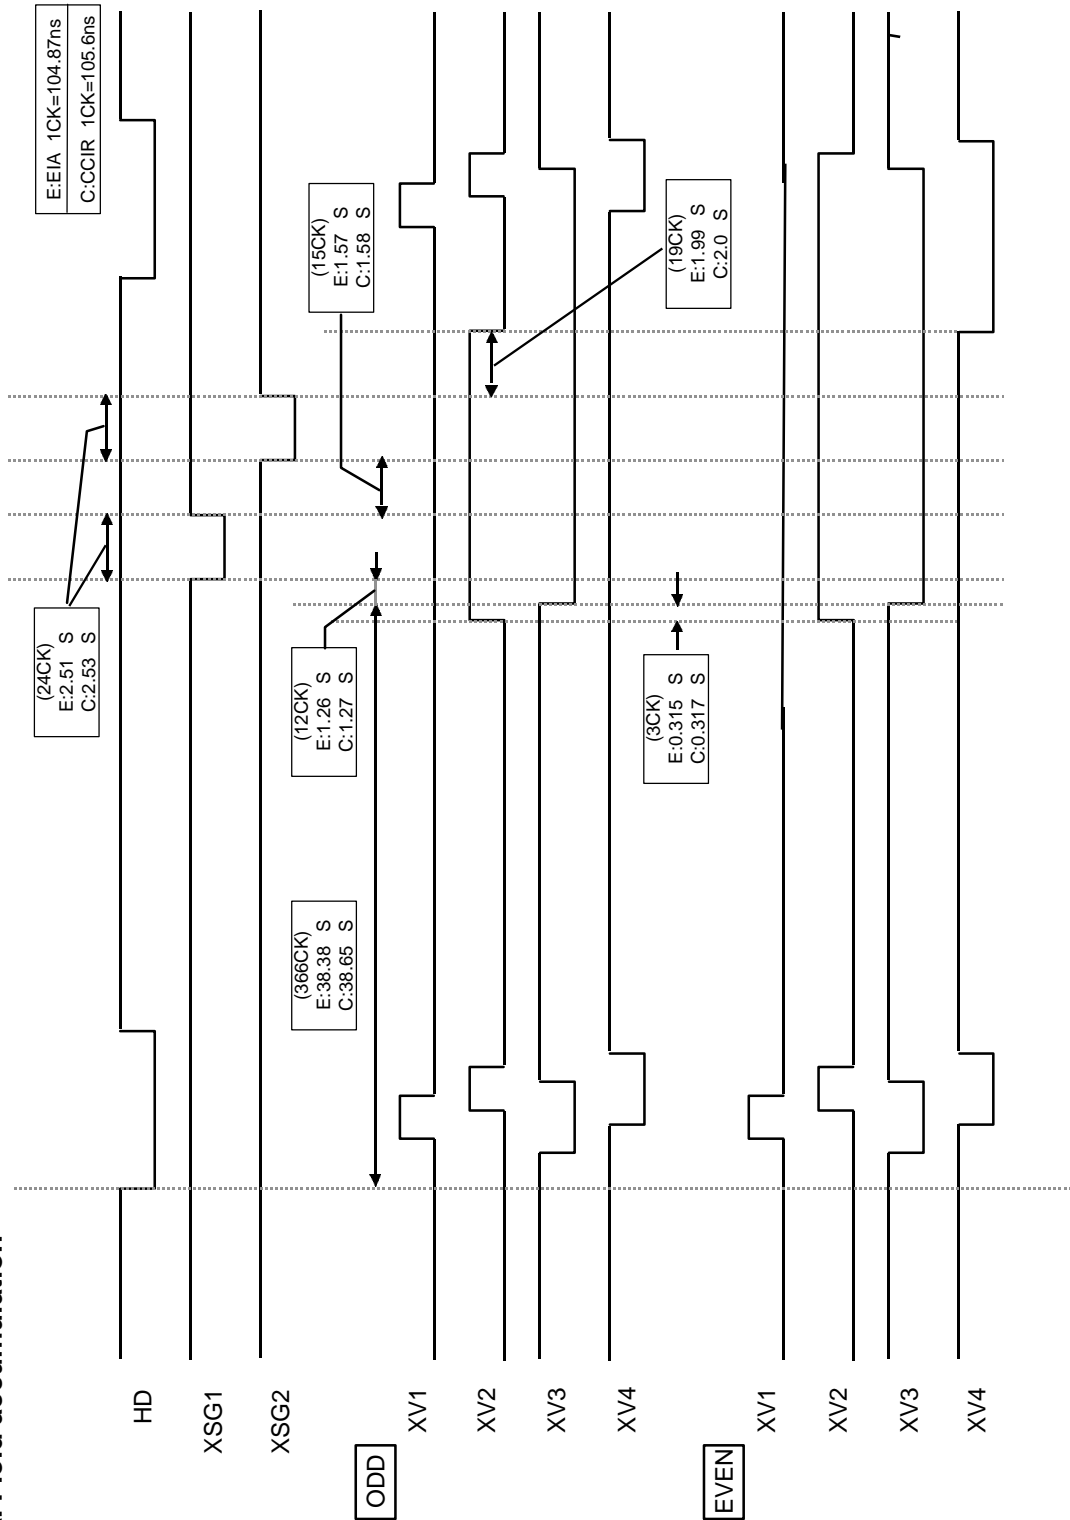 accumulation
E:EIA 1CK=104.87ns
C:CCIR 1CK=105.6ns
HD
XSG1
XSG2
(24CK)
E:2.51 S
C:2.53 S
(366CK)
E:38.38 S
C:38.65 S
(12CK)
E:1.26 S
C:1.27 S
(15CK)
E:1.57 S
C:1.58 S
ODD
XV1
XV2
XV3
XV4
(19CK)
E:1.99 S
C:2.0 S
(3CK)
E:0.315 S
C:0.317 S
EVEN
XV1
XV2
XV3
XV4